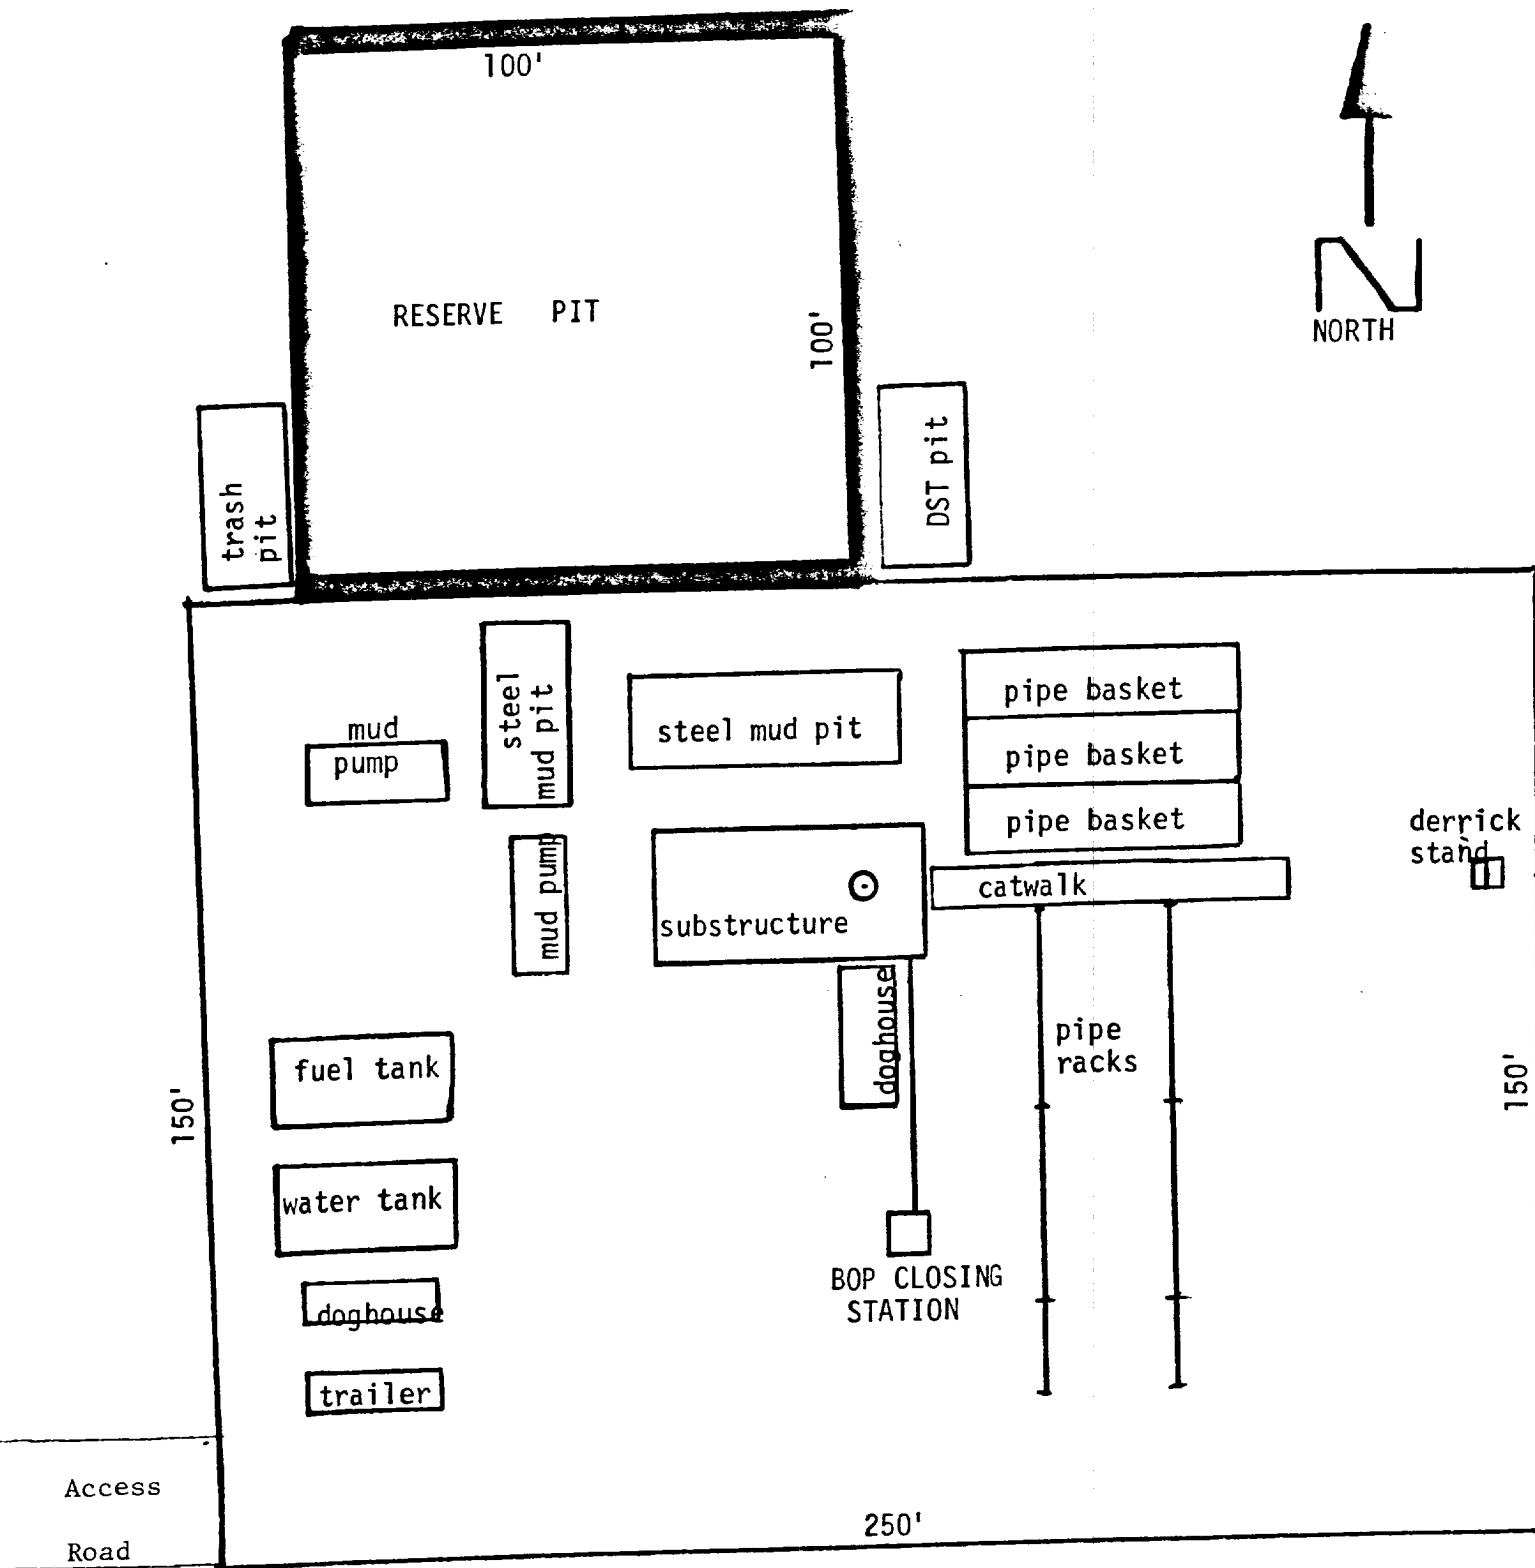 100'
RESERVE PIT
100'
N
NORTH
trash
pit
DST pit
steel
mud pit
mud
pump
steel mud pit
pipe basket
pipe basket
pipe basket
mud pump
substructure
catwalk
derrick
stand
doghouse
pipe
racks
fuel tank
150'
150'
water tank
BOP CLOSING
STATION
doghouse
trailer
Access
Road
250'